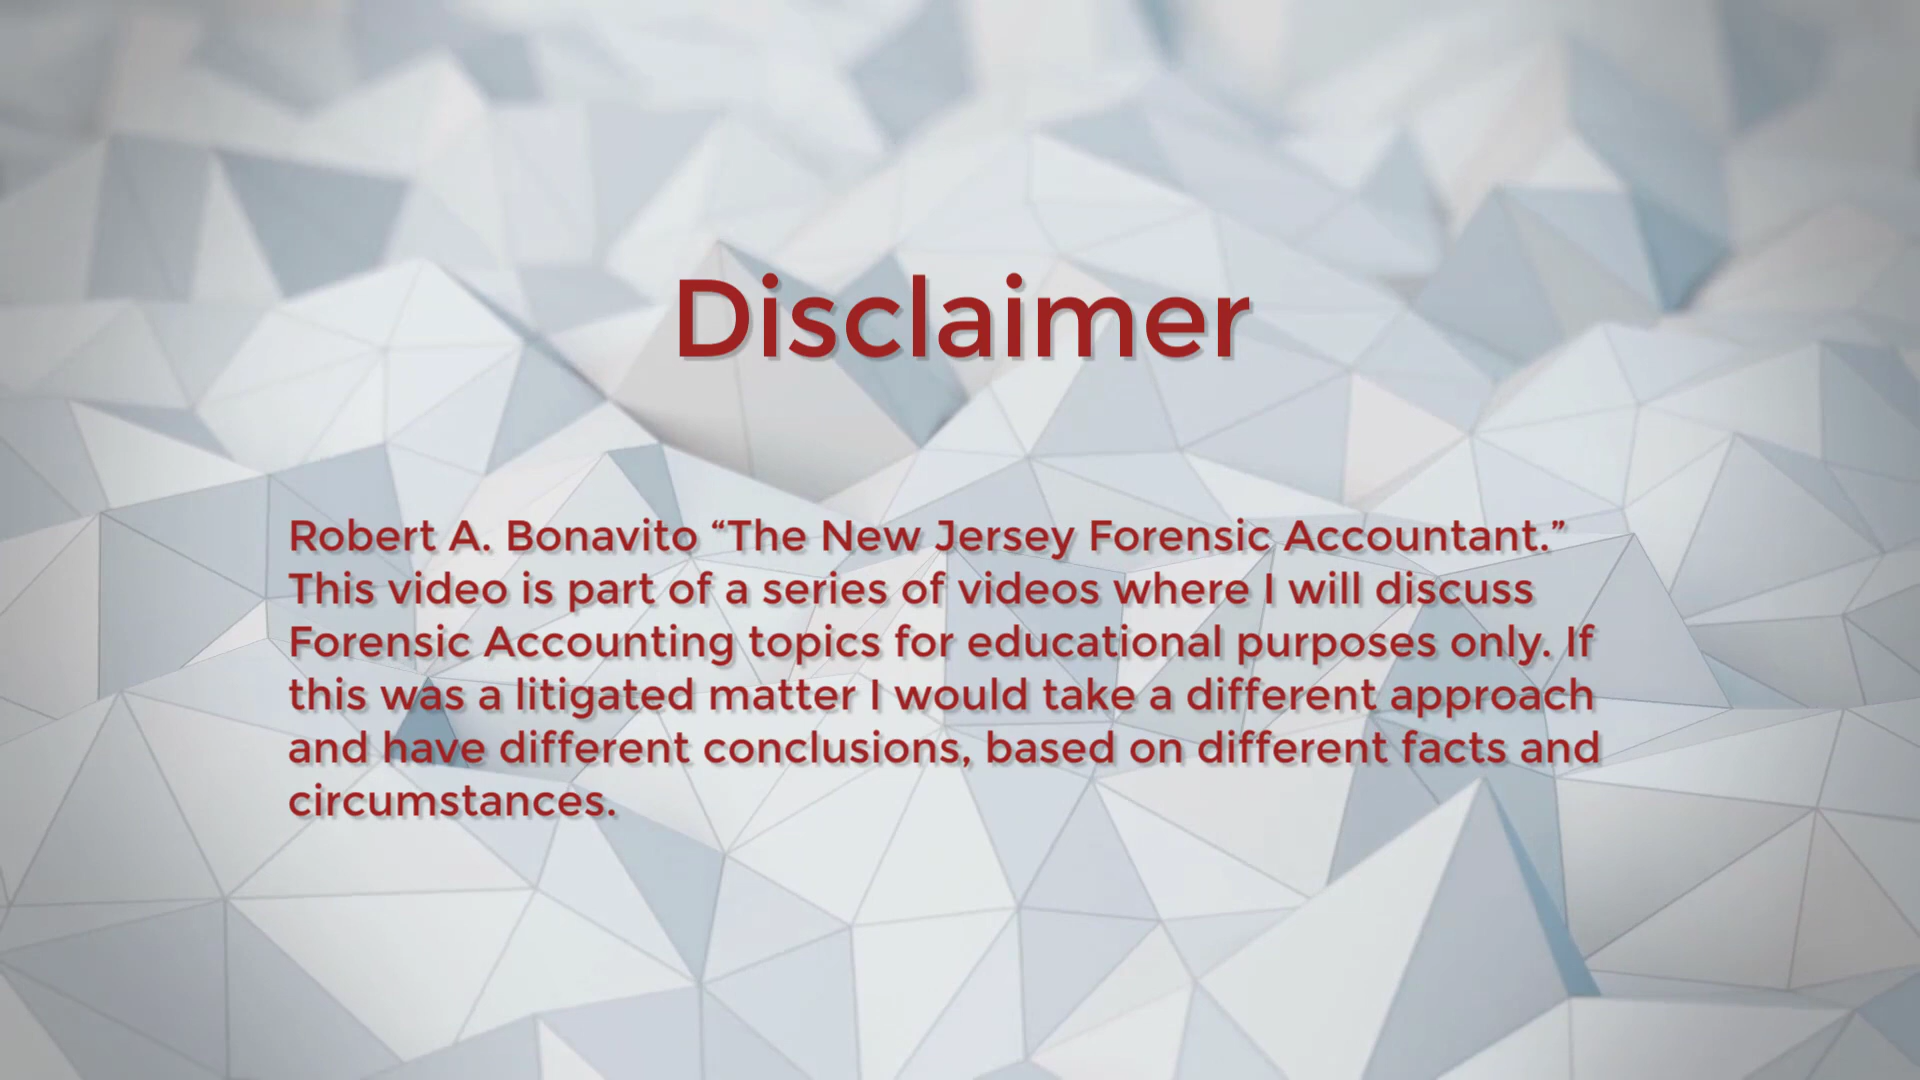 Disclaimer
Robert A. Bonavito “The New Jersey Forensic Accountant.”
This video is part of a series of videos where I will discuss
Forensic Accounting topics for educational purposes only. If
this was a litigated matter I would take a different approach
and have different conclusions, based on different facts and
circumstances.